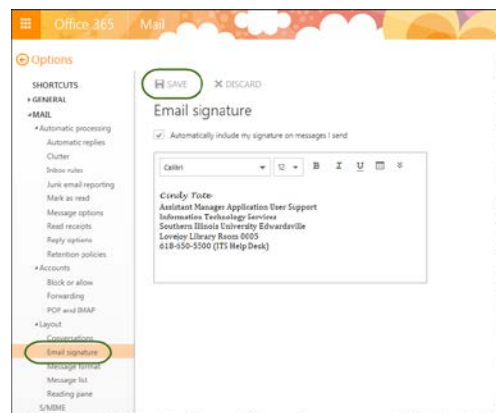 Office 365 Mail
Options
SHORTCUTS
GENERAL
MAIL
Automatic processing
Automatic replies
Clutter
Inbox rules
Junk email reporting
Mark as read
Message options
Read receipts
Reply options
Retention policies
Accounts
Block or allow
Forwarding
POP and IMAP
Layout
Conversations
Email signature
Message format
Message list
Reading pane
S/MIME
SAVE DISCARD
Email signature
Automatically include my signature on messages I send
Calibri 12 B I U
Cindy Tate
Assistant Manager Application User Support
Information Technology Services
Southern Illinois University Edwardsville
Lovejoy Library Room 0005
618-650-5500 (ITS Help Desk)